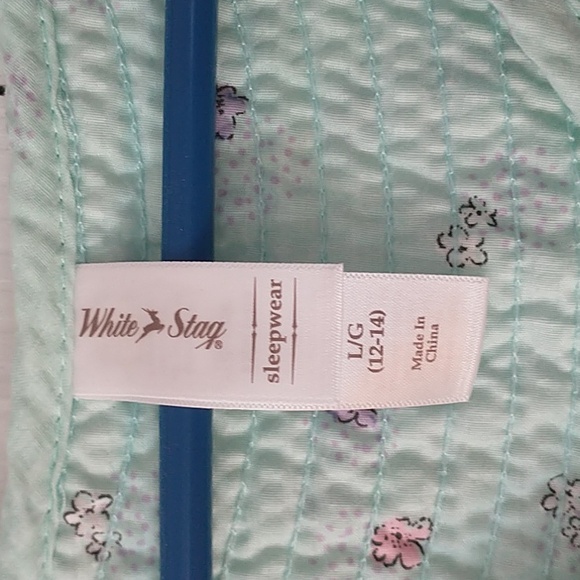 White Stag®
sleepwear
L/G
(12-14)
Made In
China